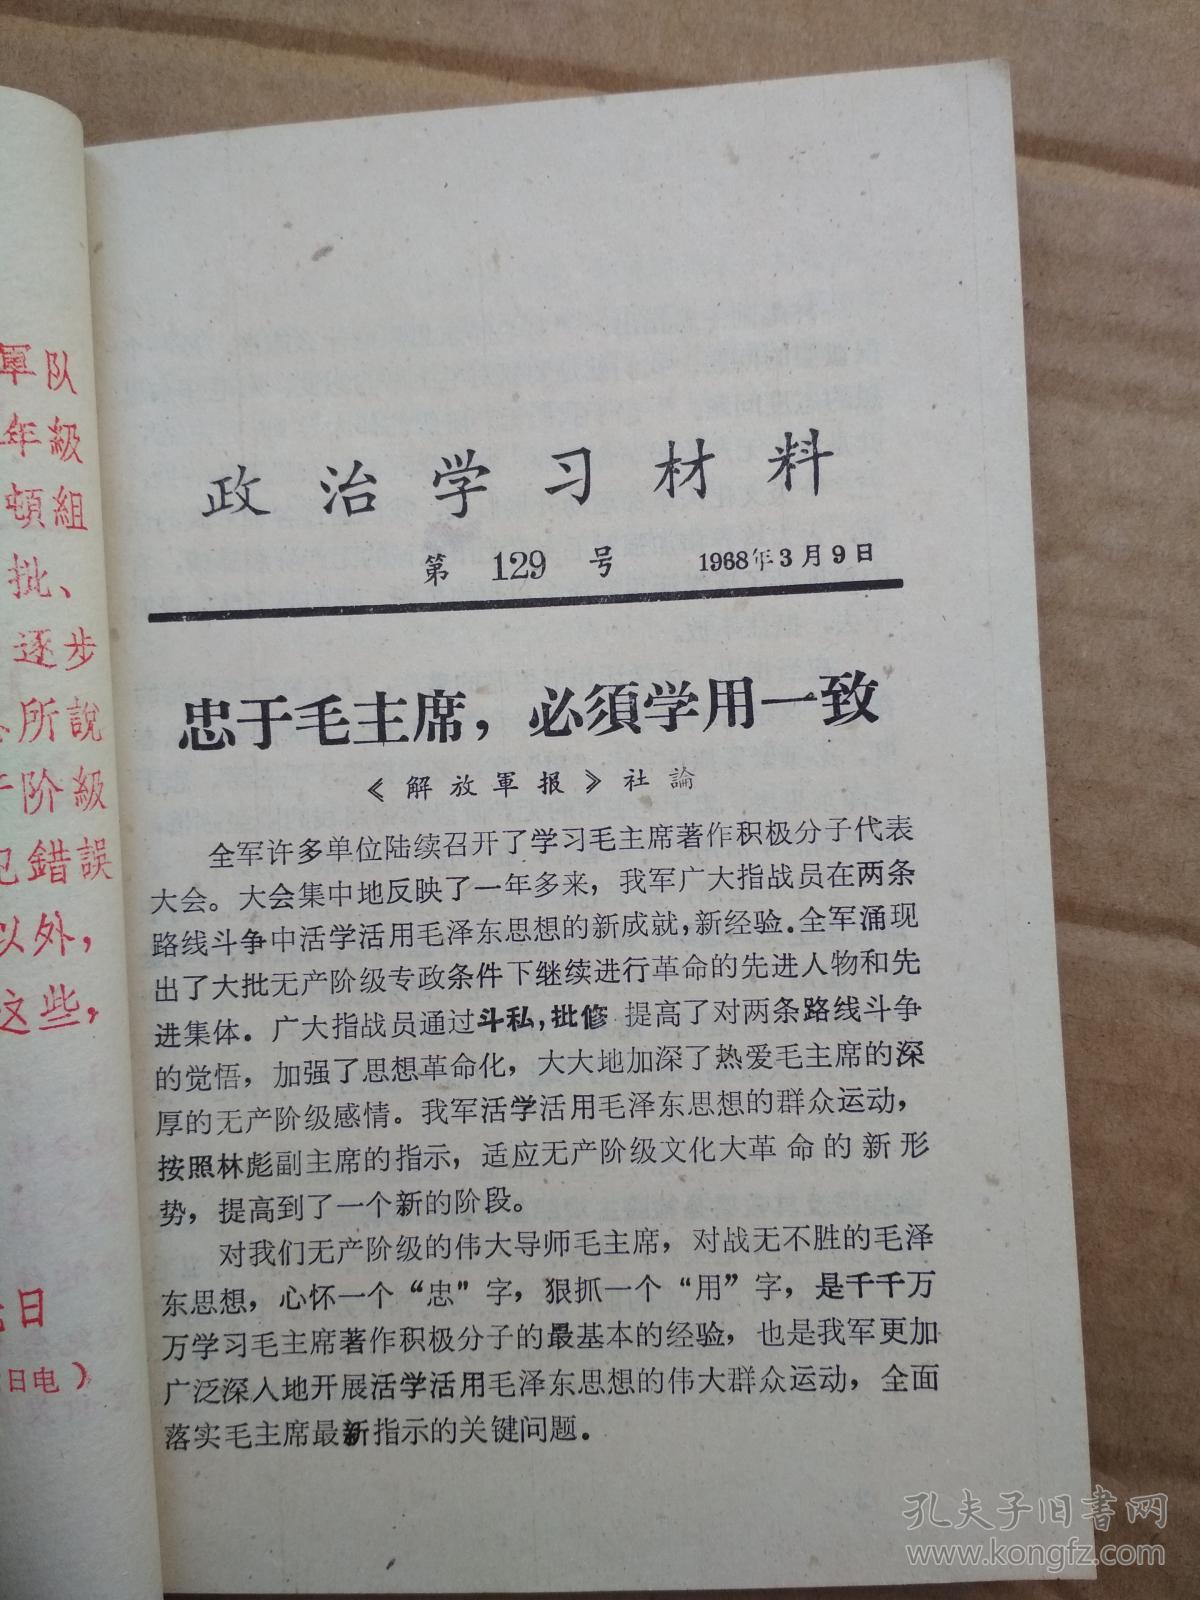 軍队
年級
頓組
批、
逐步
所說
阶級
犯錯誤
以外，
这些，
日
日电）
政治学习材料
第 129 号 1968年3月9日
忠于毛主席，必須学用一致
《解放軍报》社論
全军许多单位陆续召开了学习毛主席著作积极分子代表
大会。大会集中地反映了一年多来，我军广大指战员在两条
路线斗争中活学活用毛泽东思想的新成就，新经验。全军涌现
出了大批无产阶级专政条件下继续进行革命的先进人物和先
进集体。广大指战员通过斗私，批修 提高了对两条路线斗争
的觉悟，加强了思想革命化，大大地加深了热爱毛主席的深
厚的无产阶级感情。我军活学活用毛泽东思想的群众运动，
按照林彪副主席的指示，适应无产阶级文化大革命的新形
势，提高到了一个新的阶段。
对我们无产阶级的伟大导师毛主席，对战无不胜的毛泽
东思想，心怀一个“忠”字，狠抓一个“用”字，是千千万
万学习毛主席著作积极分子的最基本的经验，也是我军更加
广泛深入地开展活学活用毛泽东思想的伟大群众运动，全面
落实毛主席最新指示的关键问题。
孔夫子旧书网
www.kongfz.com